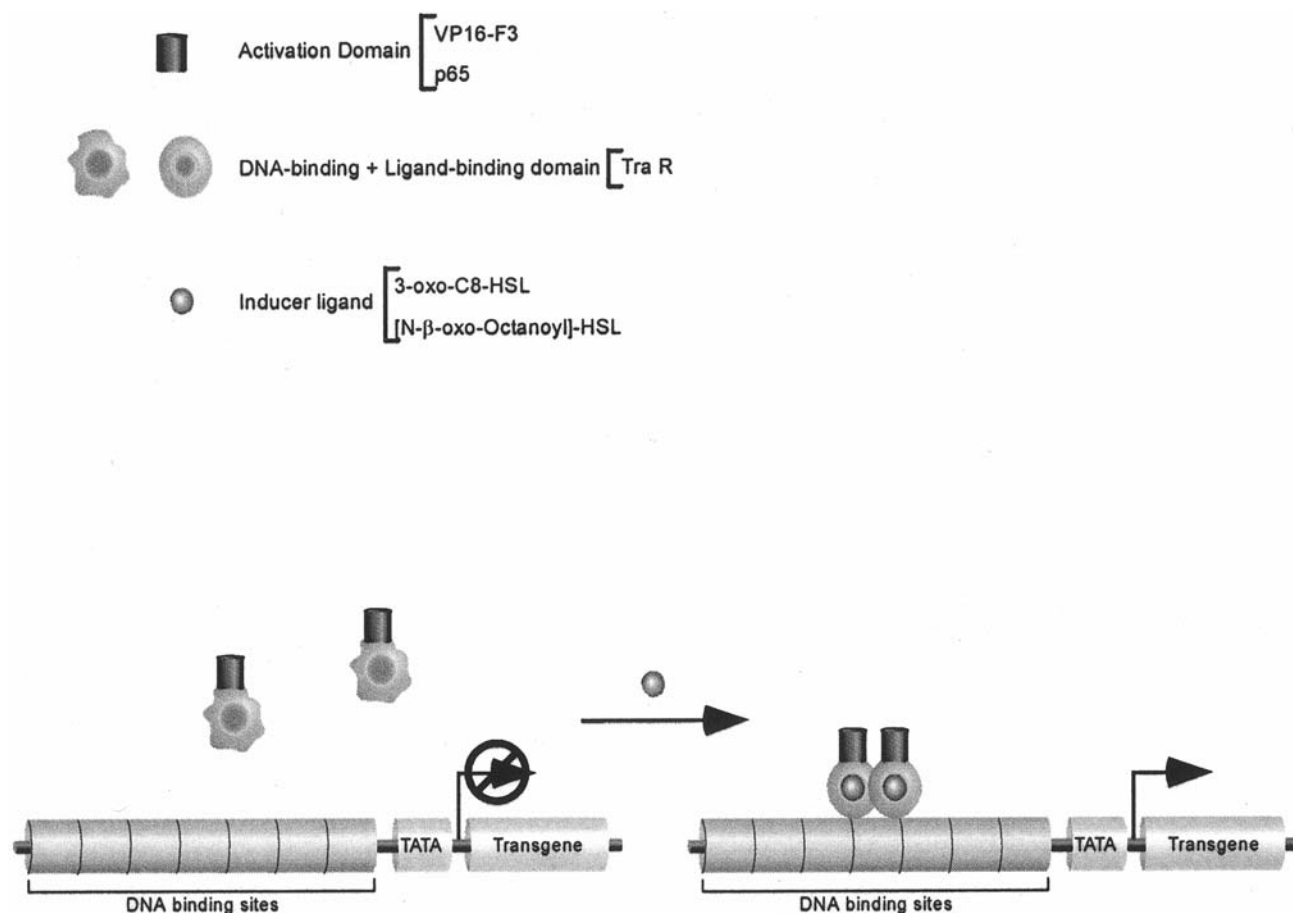 Activation Domain
VP16-F3
p65
DNA-binding + Ligand-binding domain
Tra R
Inducer ligand
3-oxo-C8-HSL
[N-β-oxo-Octanoyl]-HSL
TATA
Transgene
DNA binding sites
TATA
Transgene
DNA binding sites